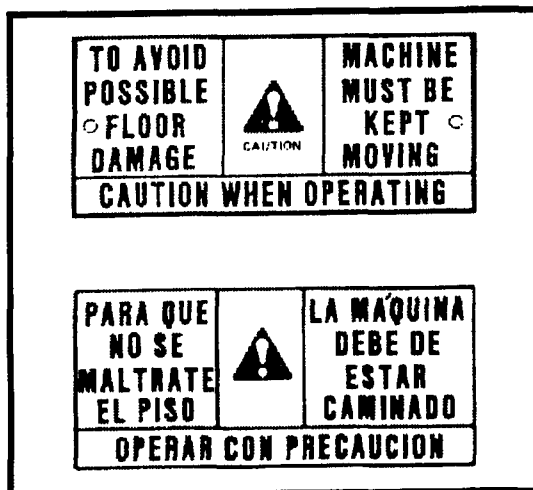 TO AVOID
POSSIBLE
FLOOR
DAMAGE
CAUTION
MACHINE
MUST BE
KEPT
MOVING
CAUTION WHEN OPERATING
PARA QUE
NO SE
MALTRATE
EL PISO
LA MÁQUINA
DEBE DE
ESTAR
CAMINADO
OPERAR CON PRECAUCION